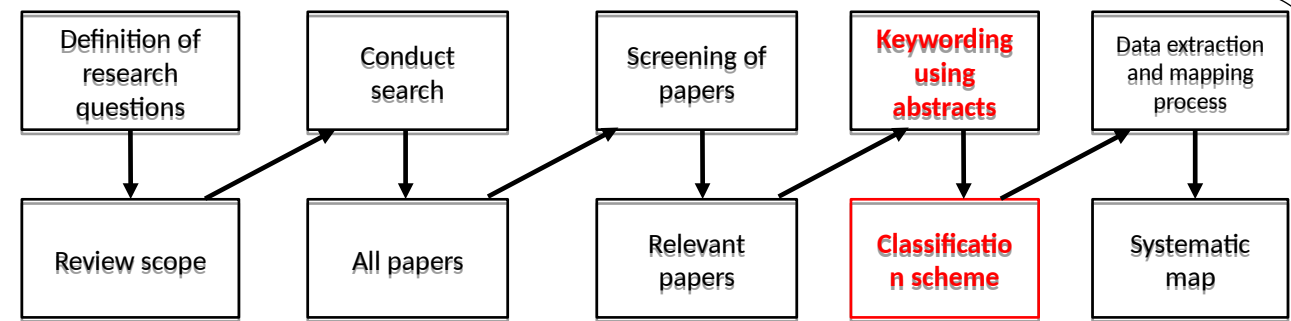 Definition of
research
questions
Conduct
search
Screening of
papers
Keywording
using
abstracts
Data extraction
and mapping
process
Review scope
All papers
Relevant
papers
Classificatio
n scheme
Systematic
map